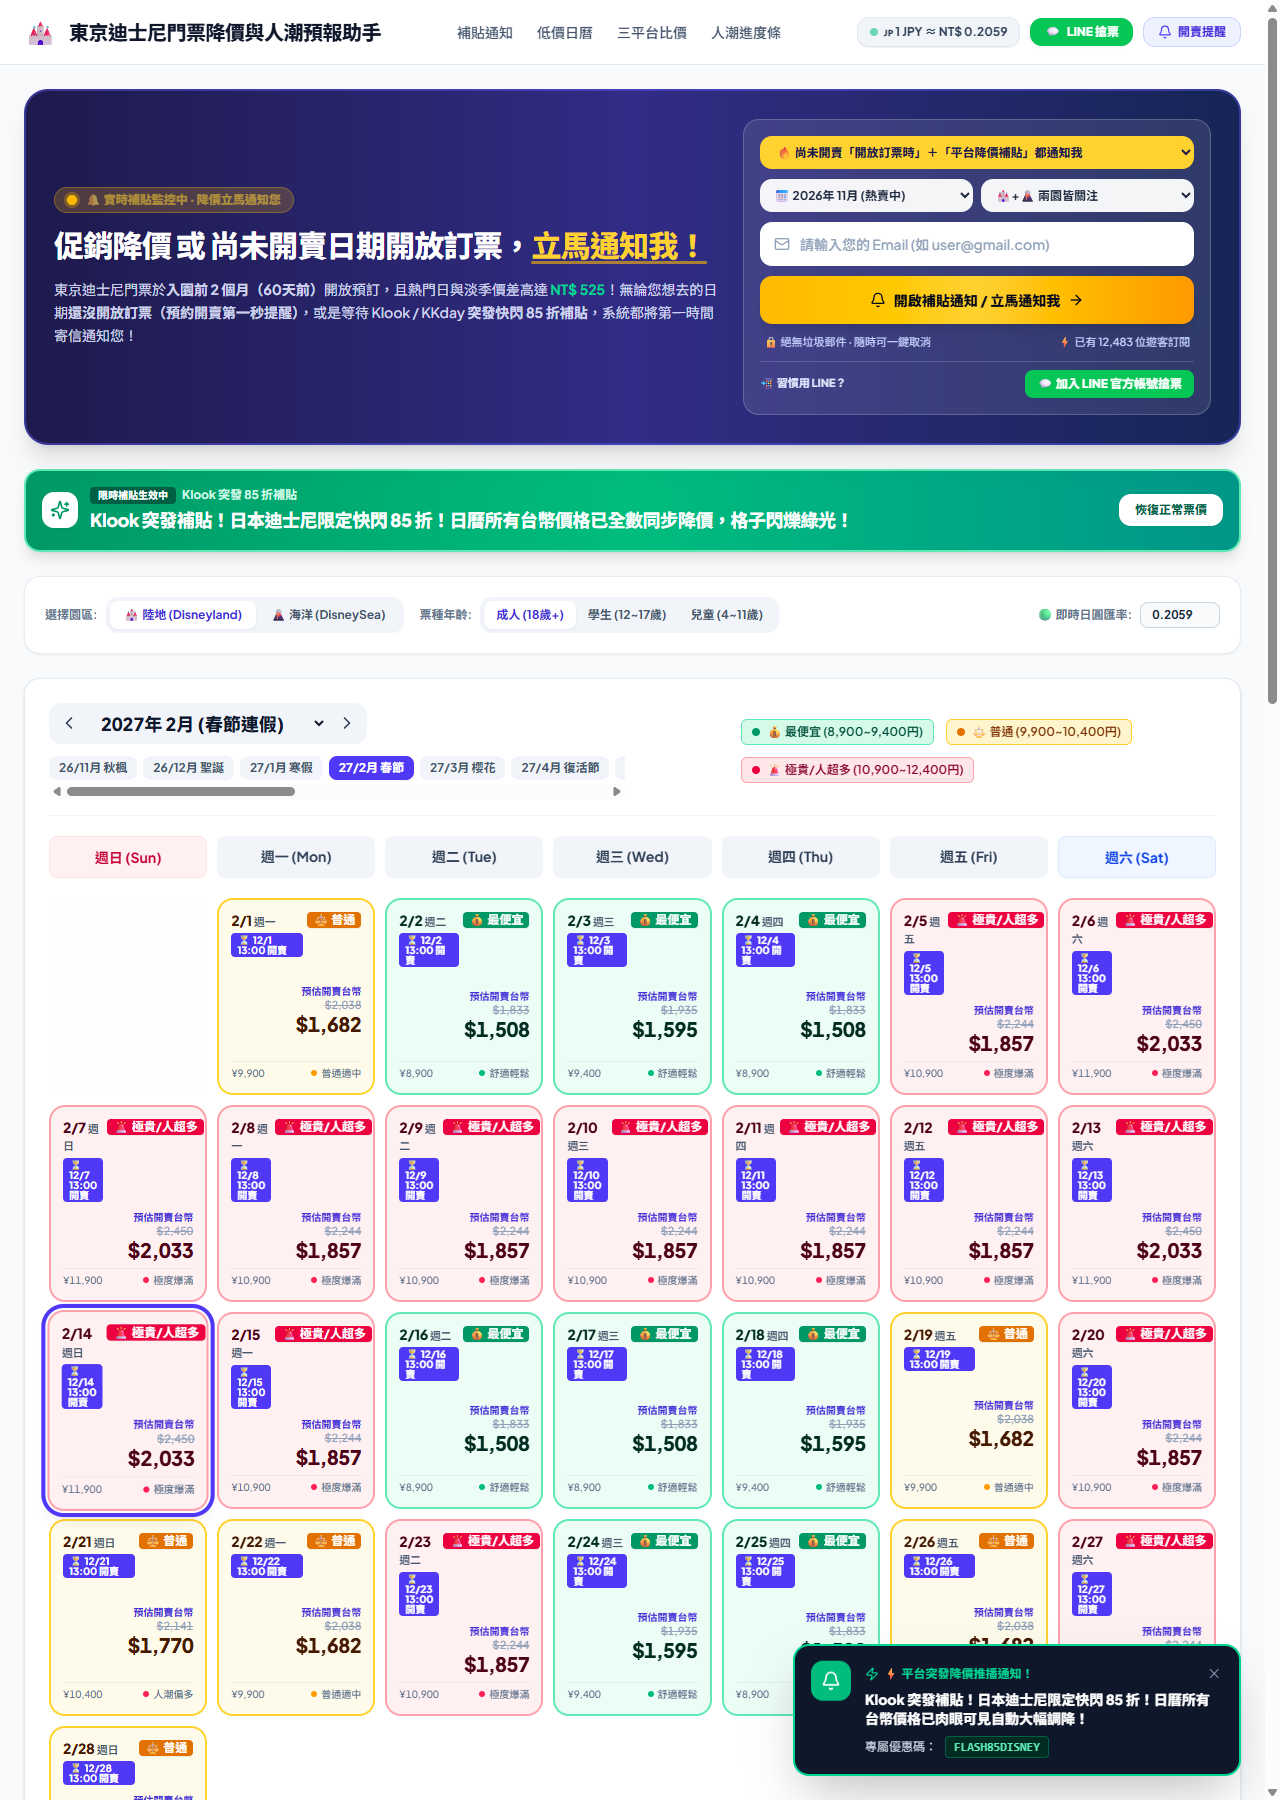 東京迪士尼門票降價與人潮預報助手
補貼通知 低價日曆 三平台比價 人潮進度條
JP 1 JPY ≈ NT$ 0.2059
LINE 搶票
開賣提醒
實時補貼監控中 · 降價立馬通知您
促銷降價 或 尚未開賣日期開放訂票，立馬通知我！
東京迪士尼門票於入園前 2 個月（60天前）開放預訂，且熱門日與淡季價差高達 NT$ 525！無論您想去的日
期還沒開放訂票（預約開賣第一秒提醒），或是等待 Klook / KKday 突發快閃 85 折補貼，系統都將第一時間
寄信通知您！
尚未開賣「開放訂票時」＋「平台降價補貼」都通知我
2026年 11月 (熱賣中)
+ 兩園皆關注
請輸入您的 Email (如 user@gmail.com)
開啟補貼通知 / 立馬通知我
絕無垃圾郵件 · 隨時可一鍵取消
已有 12,483 位遊客訂閱
習慣用 LINE？
加入 LINE 官方帳號搶票
限時補貼生效中 Klook 突發 85 折補貼
Klook 突發補貼！日本迪士尼限定快閃 85 折！日曆所有台幣價格已全數同步降價，格子閃爍綠光！
恢復正常票價
選擇園區: 陸地 (Disneyland) 海洋 (DisneySea)
票種年齡: 成人 (18歲+) 學生 (12~17歲) 兒童 (4~11歲)
即時日圓匯率: 0.2059
2027年 2月 (春節連假)
26/11月 秋楓 26/12月 聖誕 27/1月 寒假 27/2月 春節 27/3月 櫻花 27/4月 復活節
最便宜 (8,900~9,400円)
普通 (9,900~10,400円)
極貴/人超多 (10,900~12,400円)
週日 (Sun) 週一 (Mon) 週二 (Tue) 週三 (Wed) 週四 (Thu) 週五 (Fri) 週六 (Sat)
2/1 週一 普通
12/1 13:00 開賣
預估開賣台幣
$2,038
$1,682
¥9,900 普通適中
2/2 週二 最便宜
12/2 13:00 開賣
預估開賣台幣
$1,833
$1,508
¥8,900 舒適輕鬆
2/3 週三 最便宜
12/3 13:00 開賣
預估開賣台幣
$1,935
$1,595
¥9,400 舒適輕鬆
2/4 週四 最便宜
12/4 13:00 開賣
預估開賣台幣
$1,833
$1,508
¥8,900 舒適輕鬆
2/5 週五 極貴/人超多
12/5 13:00 開賣
預估開賣台幣
$2,244
$1,857
¥10,900 極度爆滿
2/6 週六 極貴/人超多
12/6 13:00 開賣
預估開賣台幣
$2,450
$2,033
¥11,900 極度爆滿
2/7 週日 極貴/人超多
12/7 13:00 開賣
預估開賣台幣
$2,450
$2,033
¥11,900 極度爆滿
2/8 週一 極貴/人超多
12/8 13:00 開賣
預估開賣台幣
$2,244
$1,857
¥10,900 極度爆滿
2/9 週二 極貴/人超多
12/9 13:00 開賣
預估開賣台幣
$2,244
$1,857
¥10,900 極度爆滿
2/10 週三 極貴/人超多
12/10 13:00 開賣
預估開賣台幣
$2,244
$1,857
¥10,900 極度爆滿
2/11 週四 極貴/人超多
12/11 13:00 開賣
預估開賣台幣
$2,244
$1,857
¥10,900 極度爆滿
2/12 週五 極貴/人超多
12/12 13:00 開賣
預估開賣台幣
$2,244
$1,857
¥10,900 極度爆滿
2/13 週六 極貴/人超多
12/13 13:00 開賣
預估開賣台幣
$2,450
$2,033
¥11,900 極度爆滿
2/14 週日 極貴/人超多
12/14 13:00 開賣
預估開賣台幣
$2,450
$2,033
¥11,900 極度爆滿
2/15 週一 極貴/人超多
12/15 13:00 開賣
預估開賣台幣
$2,244
$1,857
¥10,900 極度爆滿
2/16 週二 最便宜
12/16 13:00 開賣
預估開賣台幣
$1,833
$1,508
¥8,900 舒適輕鬆
2/17 週三 最便宜
12/17 13:00 開賣
預估開賣台幣
$1,833
$1,508
¥8,900 舒適輕鬆
2/18 週四 最便宜
12/18 13:00 開賣
預估開賣台幣
$1,935
$1,595
¥9,400 舒適輕鬆
2/19 週五 普通
12/19 13:00 開賣
預估開賣台幣
$2,038
$1,682
¥9,900 普通適中
2/20 週六 極貴/人超多
12/20 13:00 開賣
預估開賣台幣
$2,244
$1,857
¥10,900 極度爆滿
2/21 週日 普通
12/21 13:00 開賣
預估開賣台幣
$2,141
$1,770
¥10,400 人潮偏多
2/22 週一 普通
12/22 13:00 開賣
預估開賣台幣
$2,038
$1,682
¥9,900 普通適中
2/23 週二 極貴/人超多
12/23 13:00 開賣
預估開賣台幣
$2,244
$1,857
¥10,900 極度爆滿
2/24 週三 最便宜
12/24 13:00 開賣
預估開賣台幣
$1,935
$1,595
¥9,400 舒適輕鬆
2/25 週四 最便宜
12/25 13:00 開賣
預估開賣台幣
$1,833
¥8,900
2/26 週五 普通
12/26 13:00 開賣
預估開賣台幣
$2,038
$1,682
2/27 週六 極貴/人超多
12/27 13:00 開賣
預估開賣台幣
$2,244
2/28 週日 普通
12/28 13:00 開賣
預估開賣台幣
平台突發降價推播通知！
Klook 突發補貼！日本迪士尼限定快閃 85 折！日曆所有
台幣價格已肉眼可見自動大幅調降！
專屬優惠碼： FLASH85DISNEY